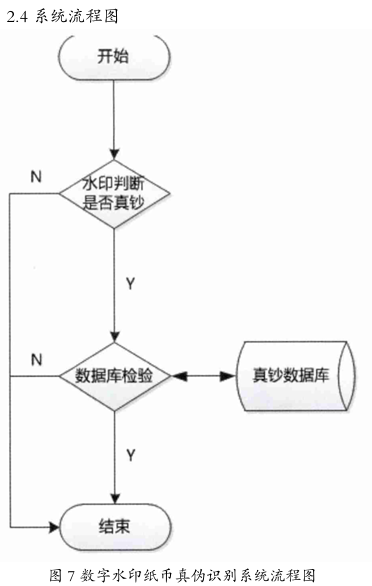 2.4 系统流程图
开始
N
水印判断
是否真钞
Y
N
数据库检验
真钞数据库
Y
结束
图 7 数字水印纸币真伪识别系统流程图